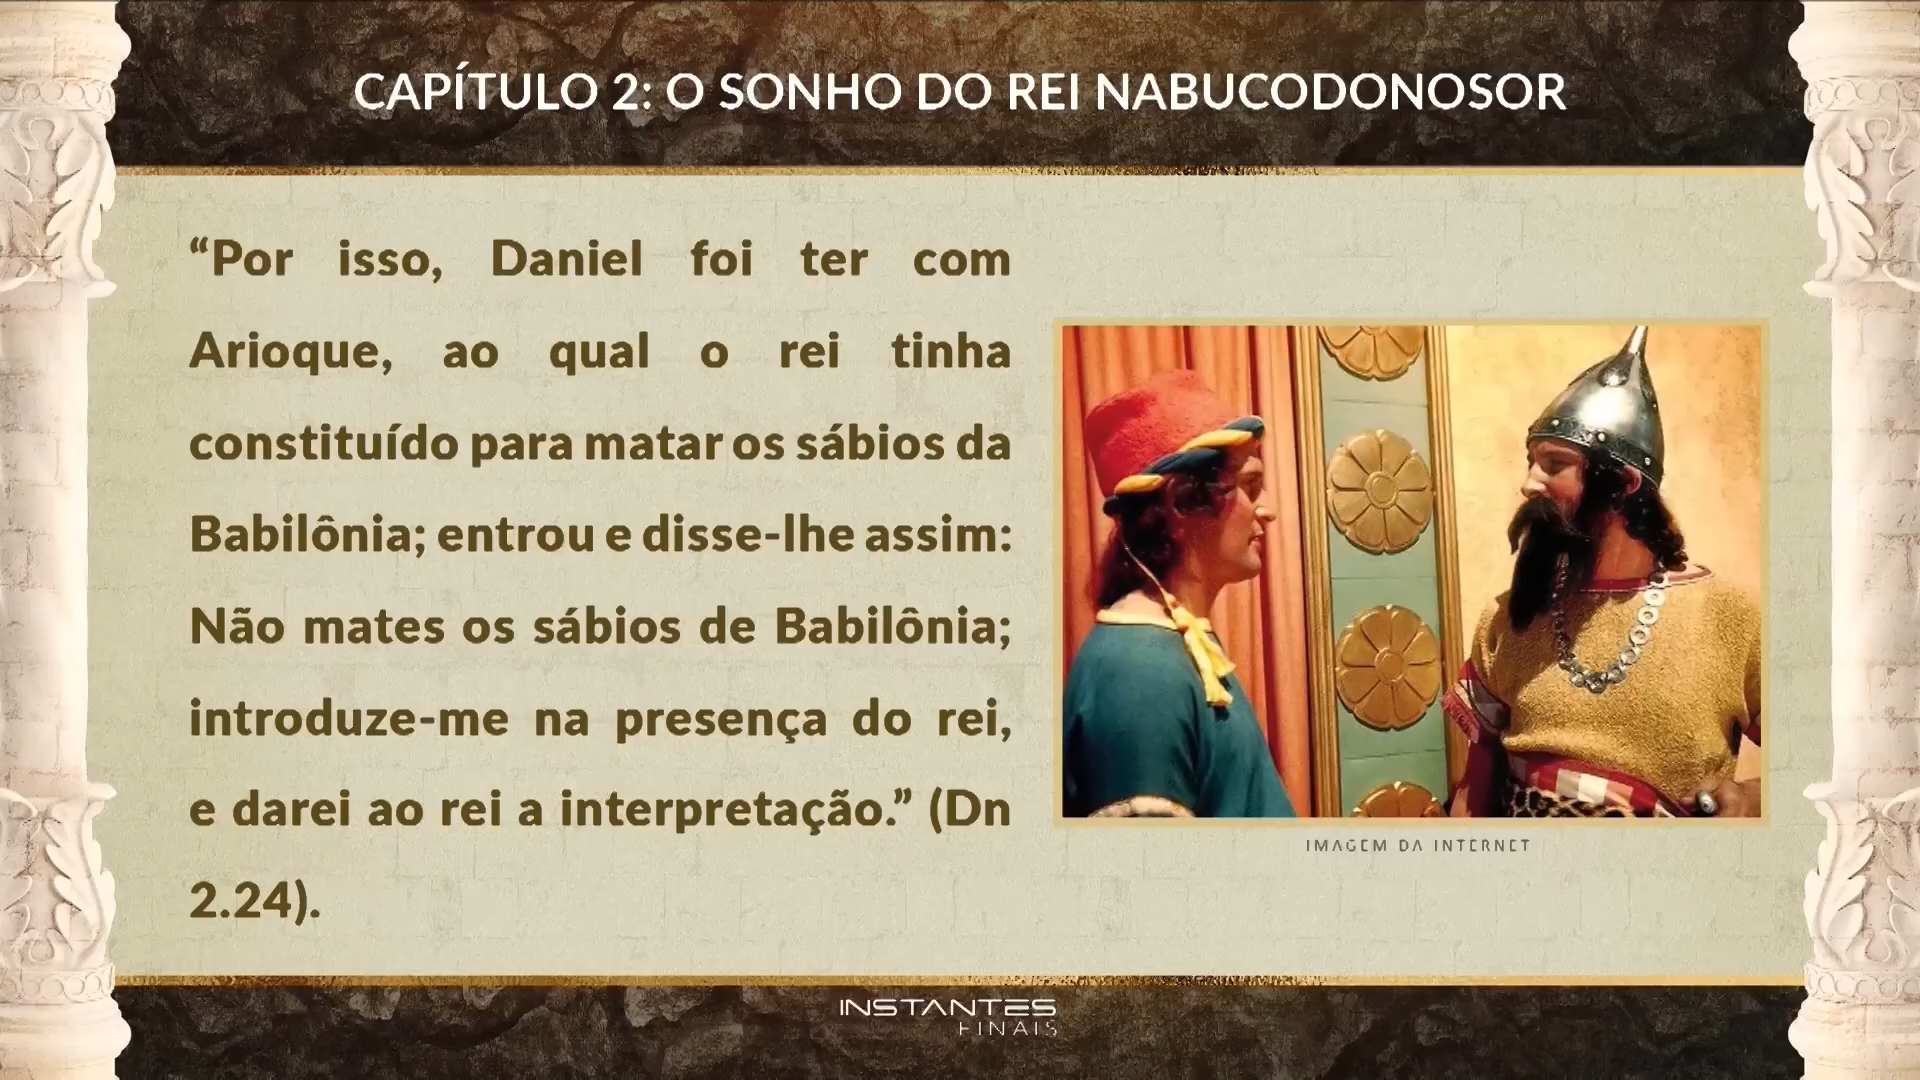 CAPÍTULO 2: O SONHO DO REI NABUCODONOSOR
“Por isso, Daniel foi ter com
Arioque, ao qual o rei tinha
constituído para matar os sábios da
Babilônia; entrou e disse-lhe assim:
Não mates os sábios de Babilônia;
introduze-me na presença do rei,
e darei ao rei a interpretação.” (Dn
2.24).
IMAGEM DA INTERNET
INSTANTES
FINAIS